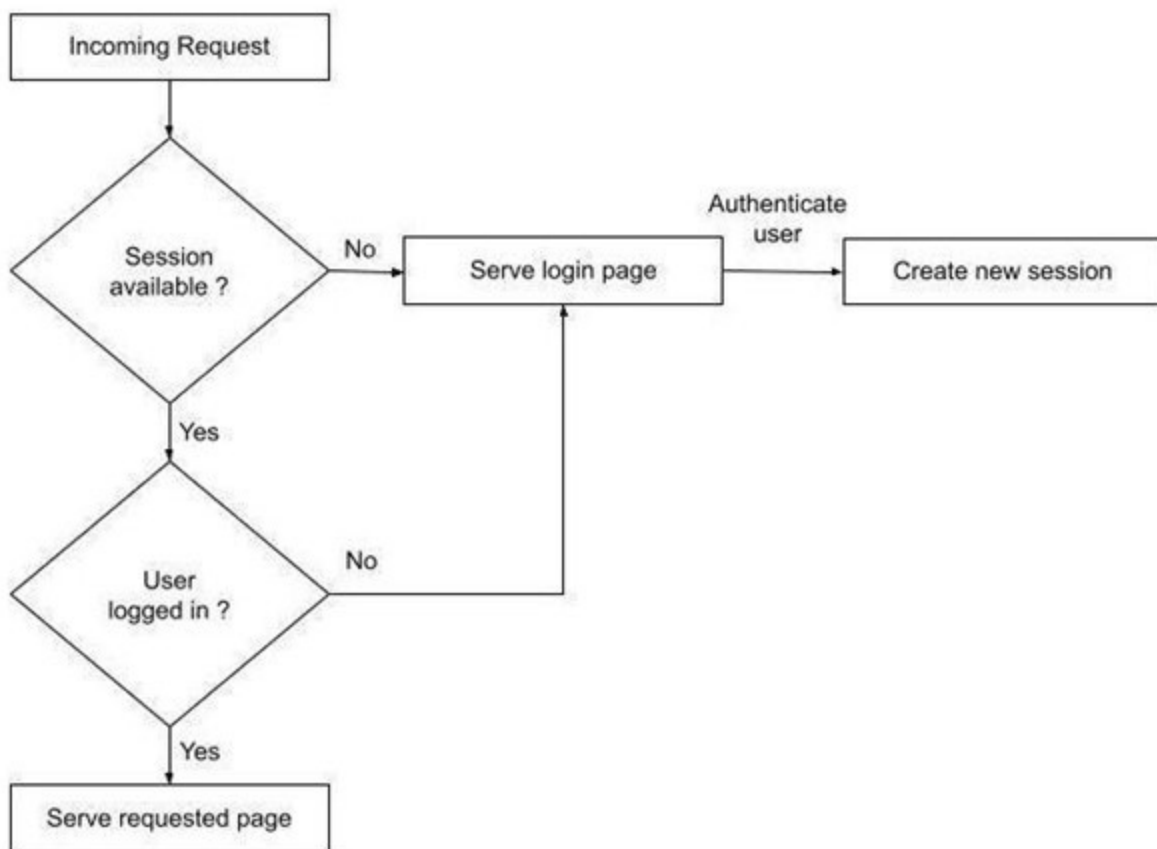 Incoming Request
Session
available ?
No
Serve login page
Authenticate
user
Create new session
Yes
User
logged in ?
No
Yes
Serve requested page